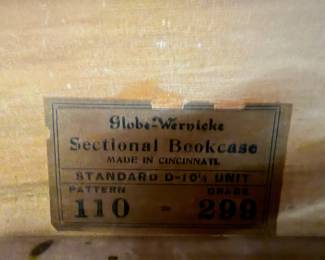 Globe-Wernicke
Sectional Bookcase
MADE IN CINCINNATI
STANDARD D-10¼ UNIT
PATTERN GRADE
110 - 299